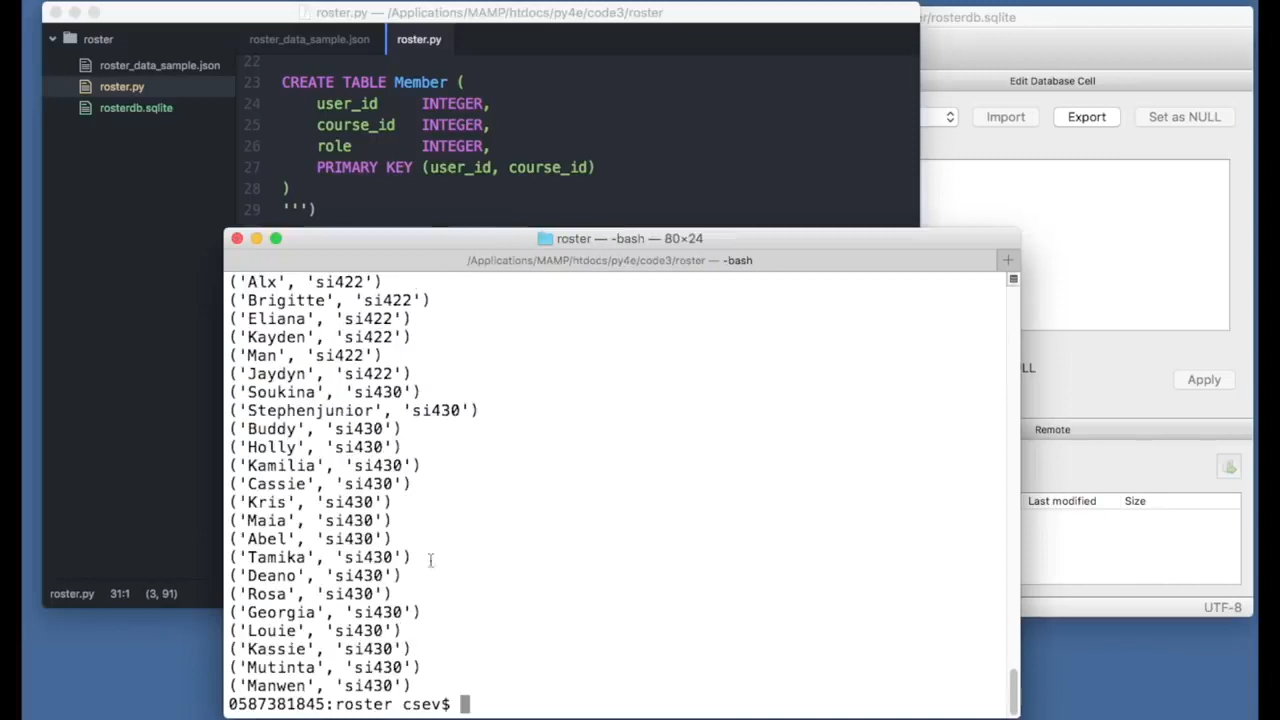 roster.py — /Applications/MAMP/htdocs/py4e/code3/roster
er/rosterdb.sqlite
roster
roster_data_sample.json
roster.py
roster_data_sample.json
roster.py
rosterdb.sqlite
22
23 CREATE TABLE Member (
24 user_id INTEGER,
25 course_id INTEGER,
26 role INTEGER,
27 PRIMARY KEY (user_id, course_id)
28 )
29 ''')
Edit Database Cell
Import
Export
Set as NULL
LL
Apply
Remote
Last modified
Size
UTF-8
roster.py 31:1 (3, 91)
roster — -bash — 80×24
/Applications/MAMP/htdocs/py4e/code3/roster — -bash
+
('Alx', 'si422')
('Brigitte', 'si422')
('Eliana', 'si422')
('Kayden', 'si422')
('Man', 'si422')
('Jaydyn', 'si422')
('Soukina', 'si430')
('Stephenjunior', 'si430')
('Buddy', 'si430')
('Holly', 'si430')
('Kamilia', 'si430')
('Cassie', 'si430')
('Kris', 'si430')
('Maia', 'si430')
('Abel', 'si430')
('Tamika', 'si430')
('Deano', 'si430')
('Rosa', 'si430')
('Georgia', 'si430')
('Louie', 'si430')
('Kassie', 'si430')
('Mutinta', 'si430')
('Manwen', 'si430')
0587381845:roster csev$